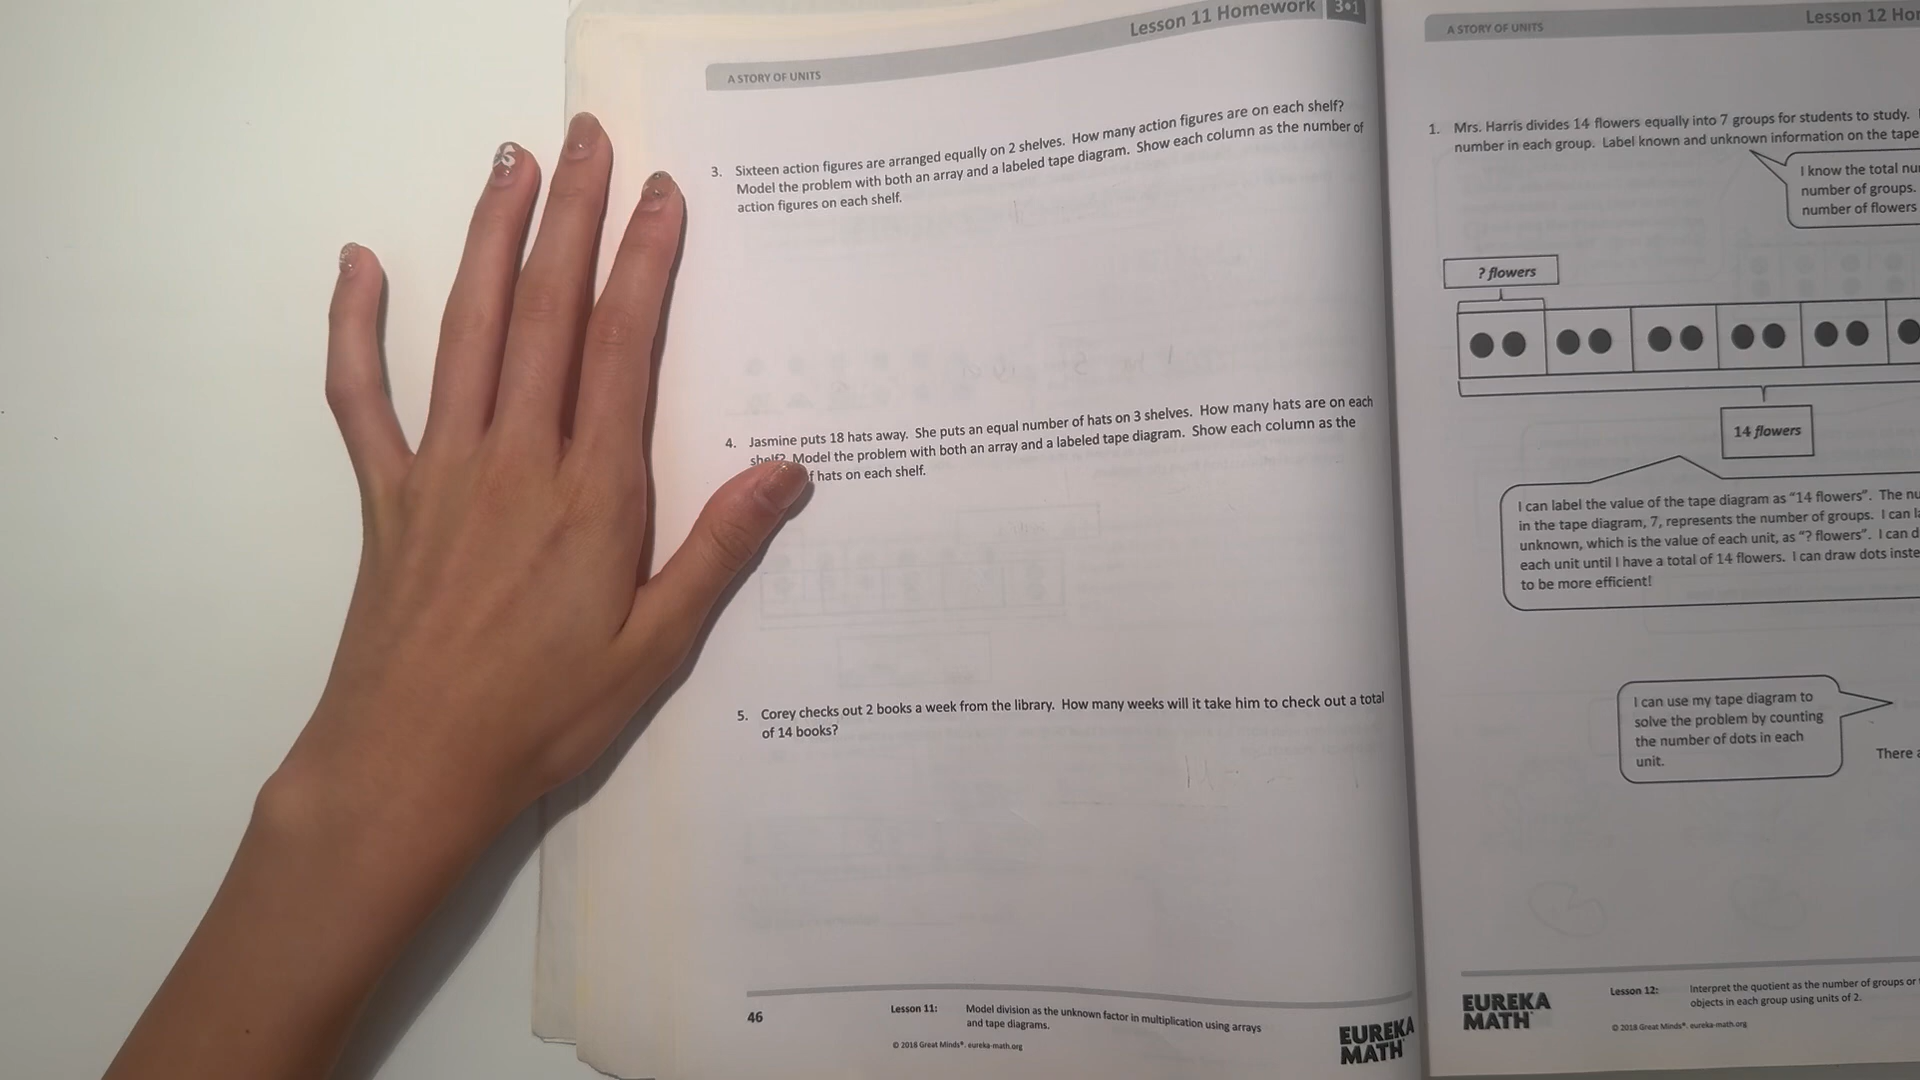 Lesson 11 Homework 3•1
A STORY OF UNITS
3. Sixteen action figures are arranged equally on 2 shelves. How many action figures are on each shelf?
Model the problem with both an array and a labeled tape diagram. Show each column as the number of
action figures on each shelf.
4. Jasmine puts 18 hats away. She puts an equal number of hats on 3 shelves. How many hats are on each
shelf? Model the problem with both an array and a labeled tape diagram. Show each column as the
f hats on each shelf.
5. Corey checks out 2 books a week from the library. How many weeks will it take him to check out a total
of 14 books?
46
Lesson 11: Model division as the unknown factor in multiplication using arrays
and tape diagrams.
© 2018 Great Minds®. eureka-math.org
EUREKA
MATH
A STORY OF UNITS
Lesson 12
1. Mrs. Harris divides 14 flowers equally into 7 groups for students to study.
number in each group. Label known and unknown information on the tape
I know the total
number of groups.
number of flowers
? flowers
14 flowers
I can label the value of the tape diagram as "14 flowers". The
in the tape diagram, 7, represents the number of groups. I can
unknown, which is the value of each unit, as "? flowers". I can
each unit until I have a total of 14 flowers. I can draw dots
to be more efficient!
I can use my tape diagram to
solve the problem by counting
the number of dots in each
unit.
There
EUREKA
MATH
Lesson 12: Interpret the quotient as the number of groups or
objects in each group using units of 2.
© 2018 Great Minds®. eureka-math.org